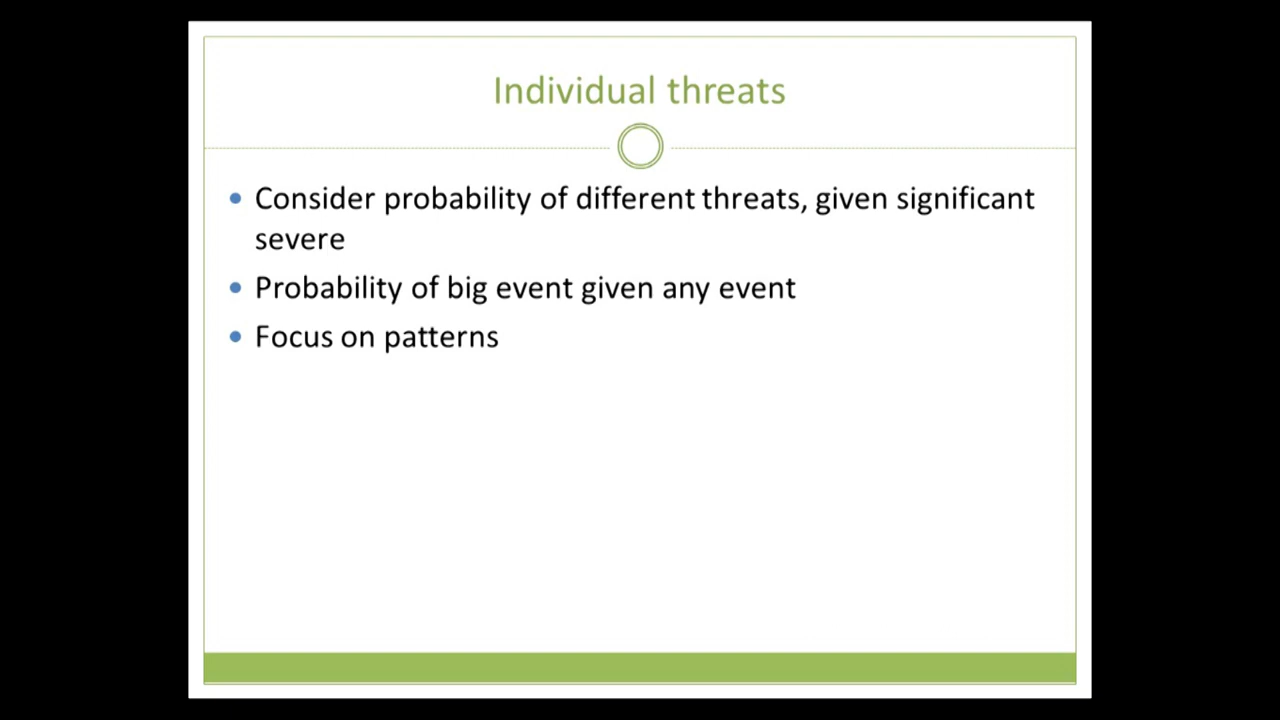 Individual threats
Consider probability of different threats, given significant
severe
Probability of big event given any event
Focus on patterns